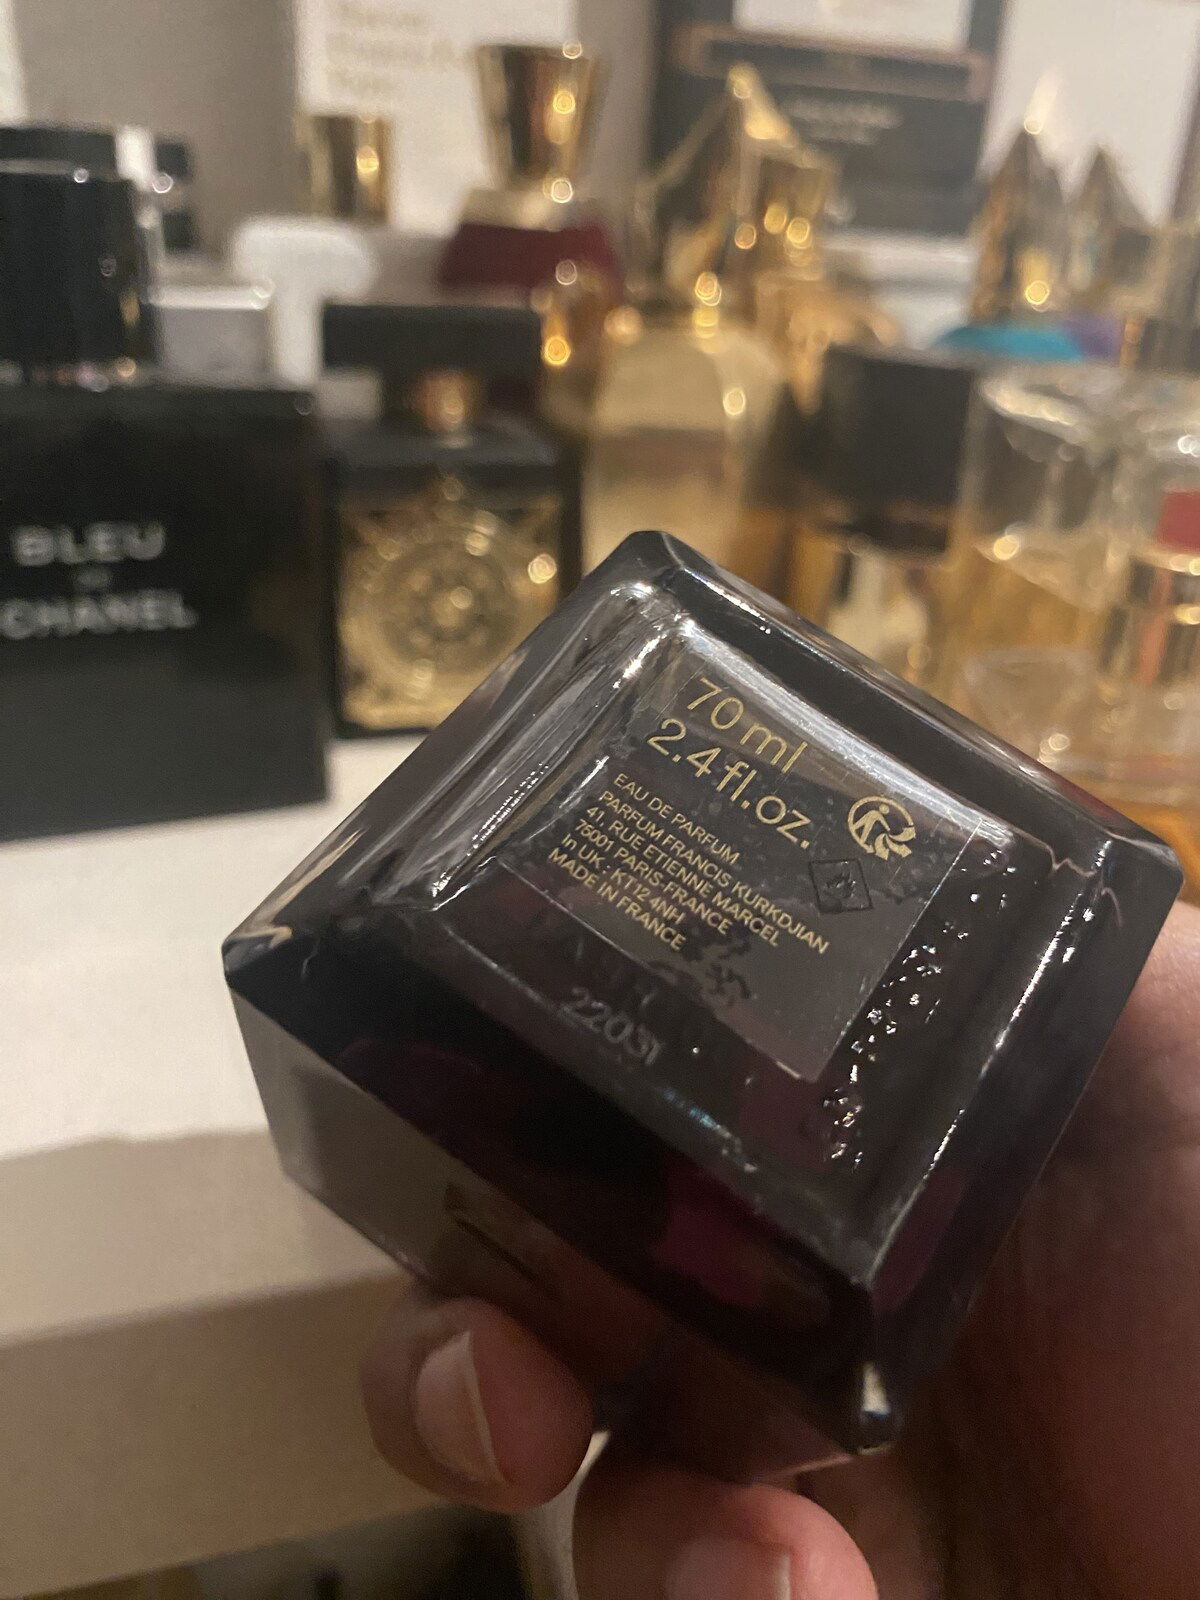 BLEU
DE
CHANEL
70 ml
2.4 fl.oz.
EAU DE PARFUM
PARFUM FRANCIS KURKDJIAN
41, RUE ETIENNE MARCEL
75001 PARIS FRANCE
In UK : KT12 4NH
MADE IN FRANCE
22031